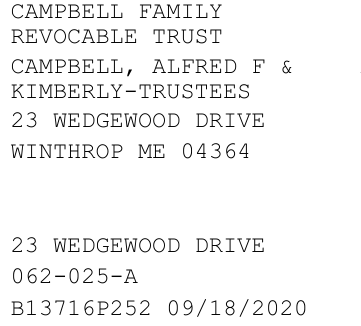 CAMPBELL FAMILY
REVOCABLE TRUST
CAMPBELL, ALFRED F &
KIMBERLY-TRUSTEES
23 WEDGEWOOD DRIVE
WINTHROP ME 04364
23 WEDGEWOOD DRIVE
062-025-A
B13716P252 09/18/2020